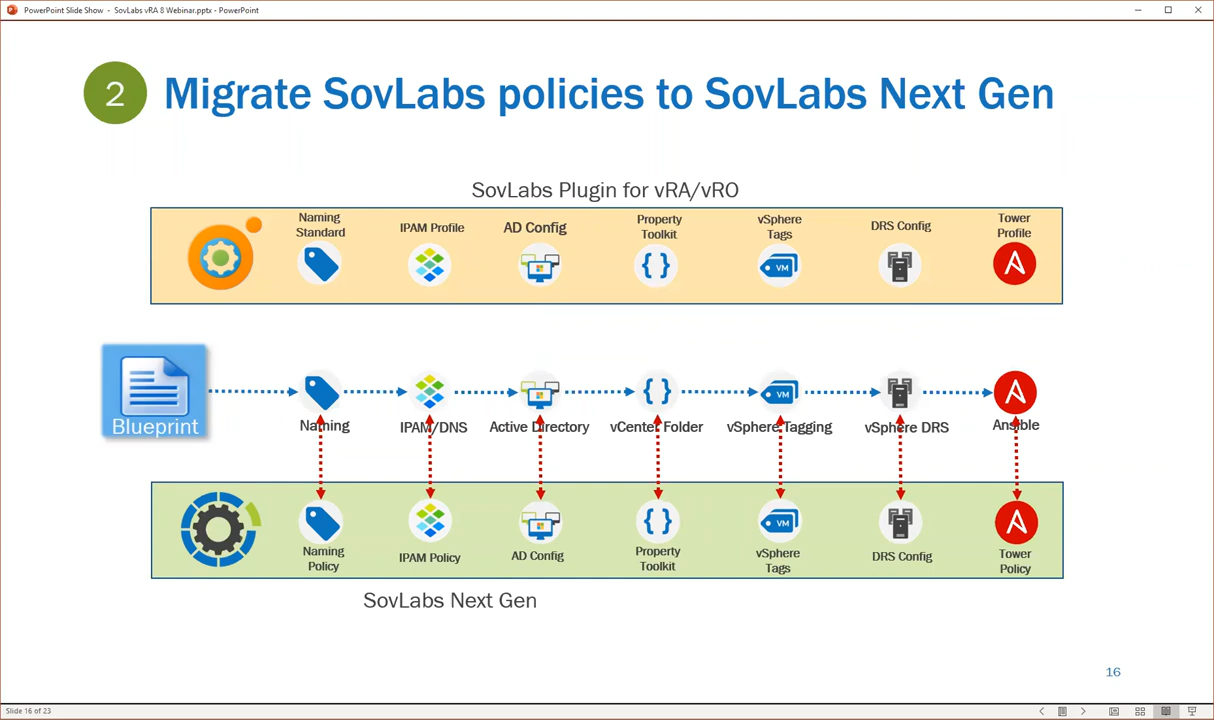 PowerPoint Slide Show - SovLabs vRA 8 Webinar.pptx - PowerPoint
2
Migrate SovLabs policies to SovLabs Next Gen
SovLabs Plugin for vRA/vRO
Naming
Standard
IPAM Profile
AD Config
Property
Toolkit
vSphere
Tags
DRS Config
Tower
Profile
VM
Blueprint
Naming
IPAM/DNS
Active Directory
vCenter Folder
VM
vSphere Tagging
vSphere DRS
Ansible
Naming
Policy
IPAM Policy
AD Config
Property
Toolkit
VM
vSphere
Tags
DRS Config
Tower
Policy
SovLabs Next Gen
16
Slide 16 of 23